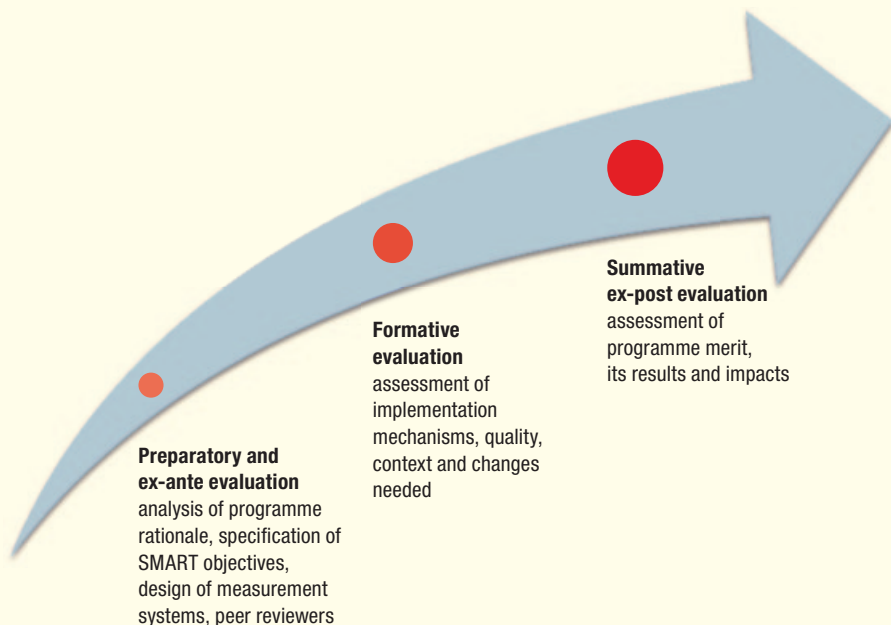 Preparatory and
ex-ante evaluation
analysis of programme
rationale, specification of
SMART objectives,
design of measurement
systems, peer reviewers
Formative
evaluation
assessment of
implementation
mechanisms, quality,
context and changes
needed
Summative
ex-post evaluation
assessment of
programme merit,
its results and impacts